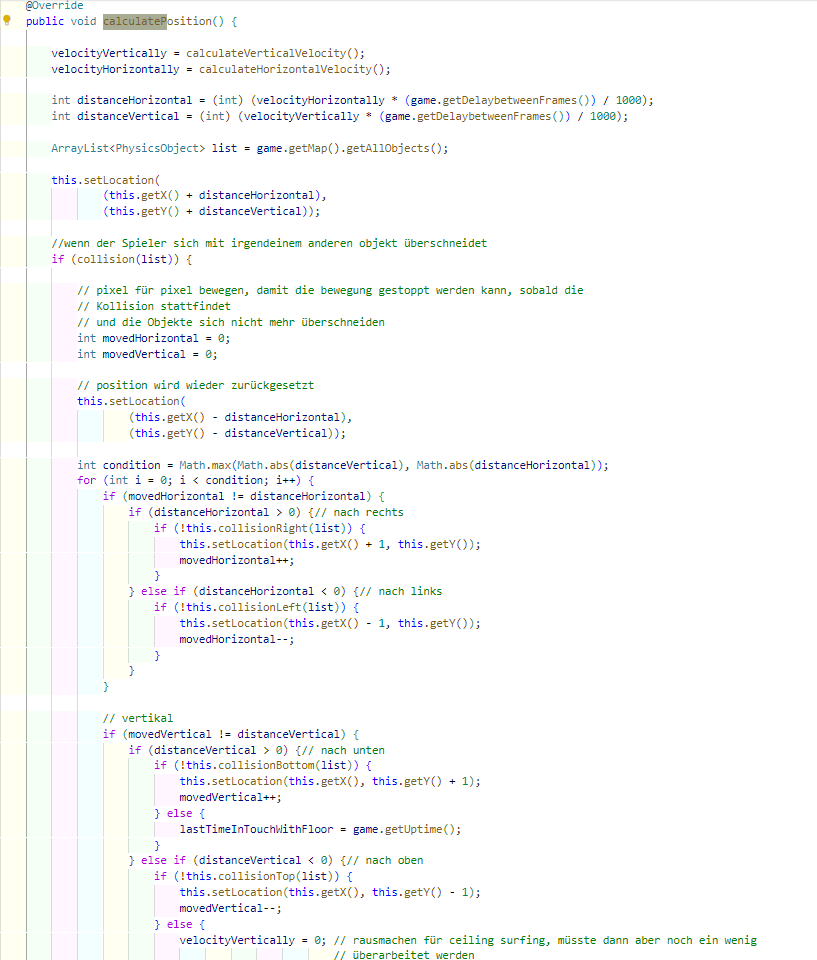 @Override
public void calculatePosition() {
velocityVertically = calculateVerticalVelocity();
velocityHorizontally = calculateHorizontalVelocity();
int distanceHorizontal = (int) (velocityHorizontally * (game.getDelaybetweenFrames()) / 1000);
int distanceVertical = (int) (velocityVertically * (game.getDelaybetweenFrames()) / 1000);
ArrayList<PhysicsObject> list = game.getMap().getAllObjects();
this.setLocation(
(this.getX() + distanceHorizontal),
(this.getY() + distanceVertical));
//wenn der Spieler sich mit irgendeinem anderen objekt überschneidet
if (collision(list)) {
// pixel für pixel bewegen, damit die bewegung gestoppt werden kann, sobald die
// Kollision stattfindet
// und die Objekte sich nicht mehr überschneiden
int movedHorizontal = 0;
int movedVertical = 0;
// position wird wieder zurückgesetzt
this.setLocation(
(this.getX() - distanceHorizontal),
(this.getY() - distanceVertical));
int condition = Math.max(Math.abs(distanceVertical), Math.abs(distanceHorizontal));
for (int i = 0; i < condition; i++) {
if (movedHorizontal != distanceHorizontal) {
if (distanceHorizontal > 0) {// nach rechts
if (!this.collisionRight(list)) {
this.setLocation(this.getX() + 1, this.getY());
movedHorizontal++;
}
} else if (distanceHorizontal < 0) {// nach links
if (!this.collisionLeft(list)) {
this.setLocation(this.getX() - 1, this.getY());
movedHorizontal--;
}
}
}
// vertikal
if (movedVertical != distanceVertical) {
if (distanceVertical > 0) {// nach unten
if (!this.collisionBottom(list)) {
this.setLocation(this.getX(), this.getY() + 1);
movedVertical++;
} else {
lastTimeInTouchWithFloor = game.getUptime();
}
} else if (distanceVertical < 0) {// nach oben
if (!this.collisionTop(list)) {
this.setLocation(this.getX(), this.getY() - 1);
movedVertical--;
} else {
velocityVertically = 0; // rausmachen für ceiling surfing, müsste dann aber noch ein wenig
// überarbeitet werden